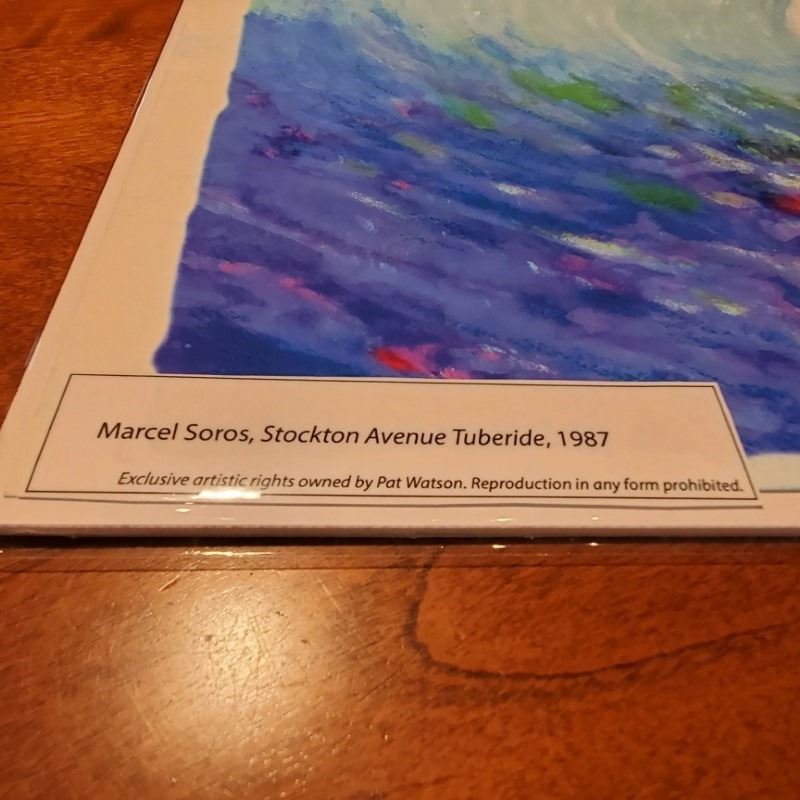 Marcel Soros, Stockton Avenue Tuberide, 1987
Exclusive artistic rights owned by Pat Watson. Reproduction in any form prohibited.